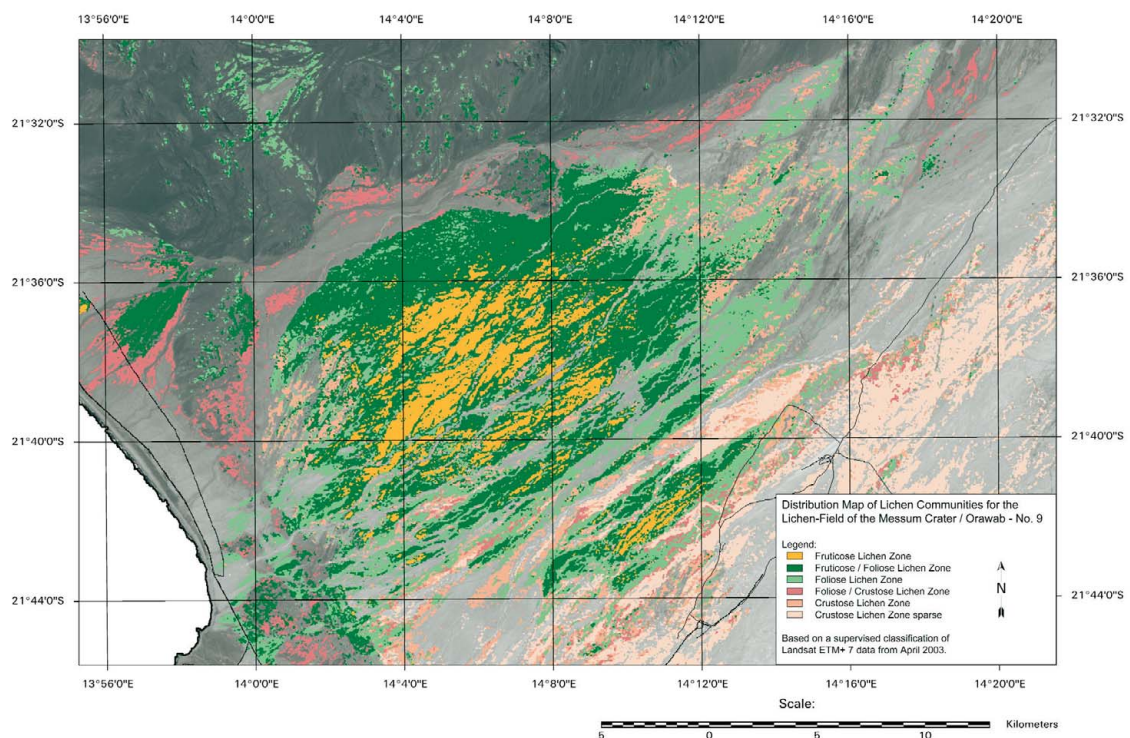 13°56'0"E 14°0'0"E 14°4'0"E 14°8'0"E 14°12'0"E 14°16'0"E 14°20'0"E
21°32'0"S 21°32'0"S
21°36'0"S 21°36'0"S
21°40'0"S 21°40'0"S
Distribution Map of Lichen Communities for the
Lichen-Field of the Messum Crater / Orawab - No. 9
Legend:
Fruticose Lichen Zone
Fruticose / Foliose Lichen Zone
Foliose Lichen Zone
Foliose / Crustose Lichen Zone
Crustose Lichen Zone
Crustose Lichen Zone sparse
N
Based on a supervised classification of
Landsat ETM+ 7 data from April 2003.
21°44'0"S 21°44'0"S
13°56'0"E 14°0'0"E 14°4'0"E 14°8'0"E 14°12'0"E 14°16'0"E 14°20'0"E
Scale:
Kilometers
5 0 5 10